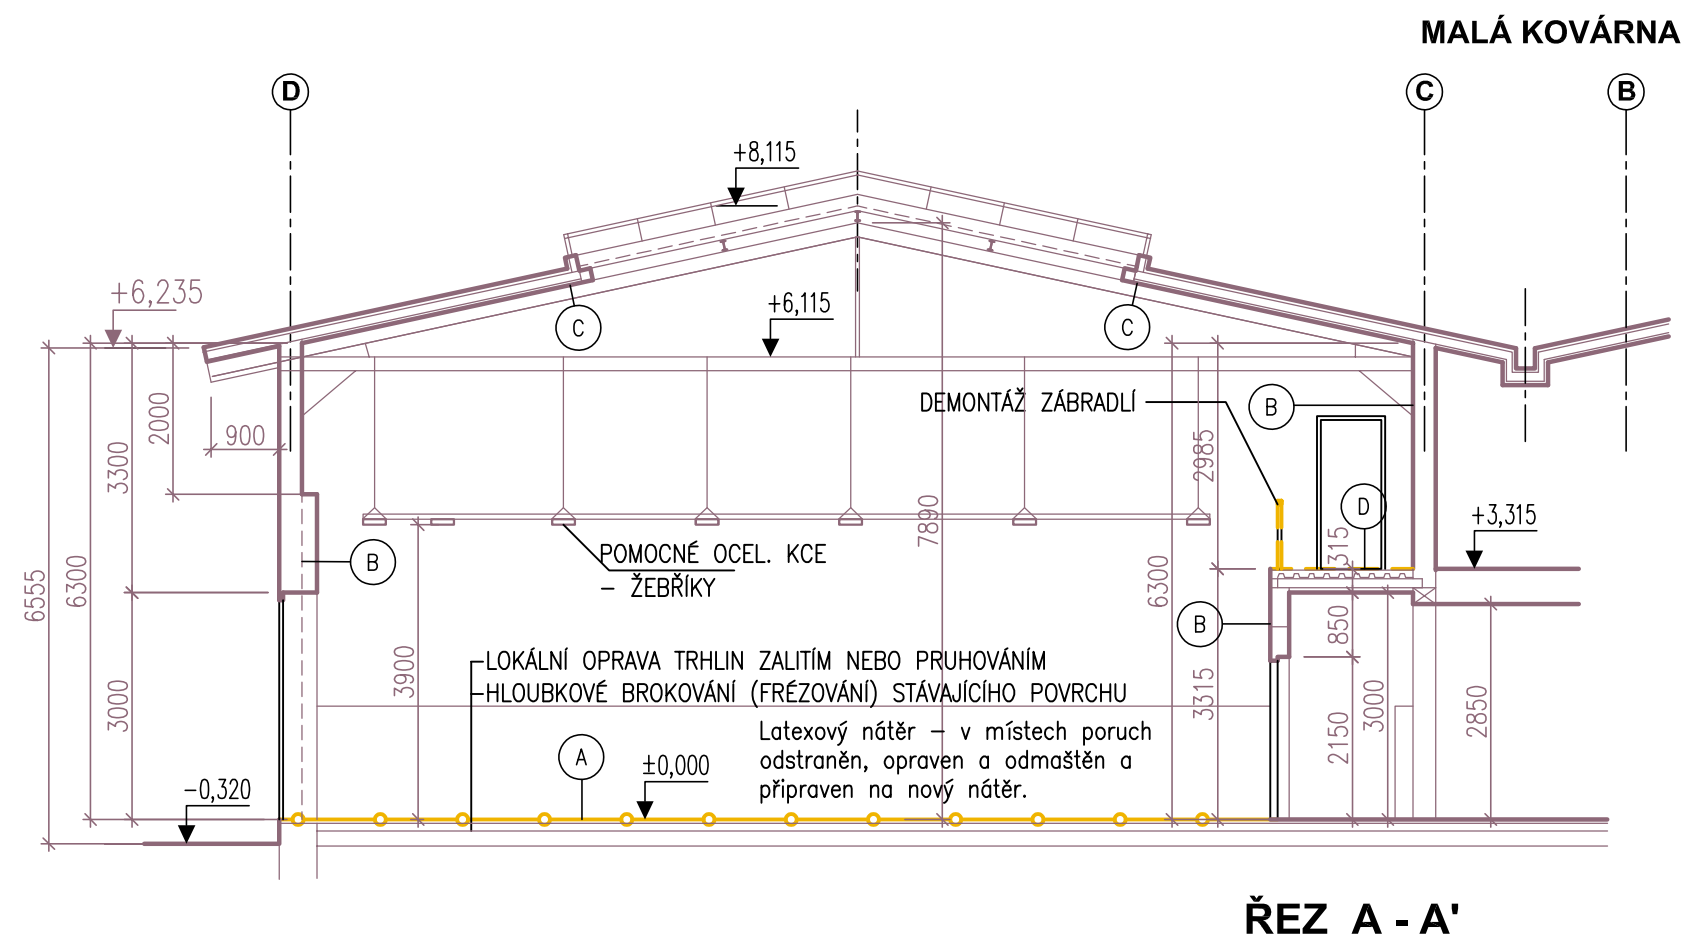 MALÁ KOVÁRNA
D
C
B
+8,115
+6,235
+6,115
C
C
DEMONTÁŽ ZÁBRADLÍ
B
900
2000
3300
2985
7890
D
+3,315
315
POMOCNÉ OCEL. KCE
- ŽEBŘÍKY
B
6555
6300
6300
B
850
LOKÁLNÍ OPRAVA TRHLIN ZALITÍM NEBO PRUHOVÁNÍM
HLOUBKOVÉ BROKOVÁNÍ (FRÉZOVÁNÍ) STÁVAJÍCÍHO POVRCHU
3900
3000
3315
3000
2850
2150
Latexový nátěr - v místech poruch
odstraněn, opraven a odmaštěn a
připraven na nový nátěr.
A
±0,000
-0,320
ŘEZ A - A'